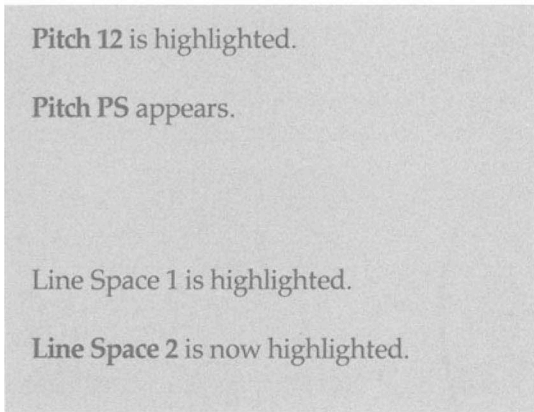 Pitch 12 is highlighted.
Pitch PS appears.
Line Space 1 is highlighted.
Line Space 2 is now highlighted.